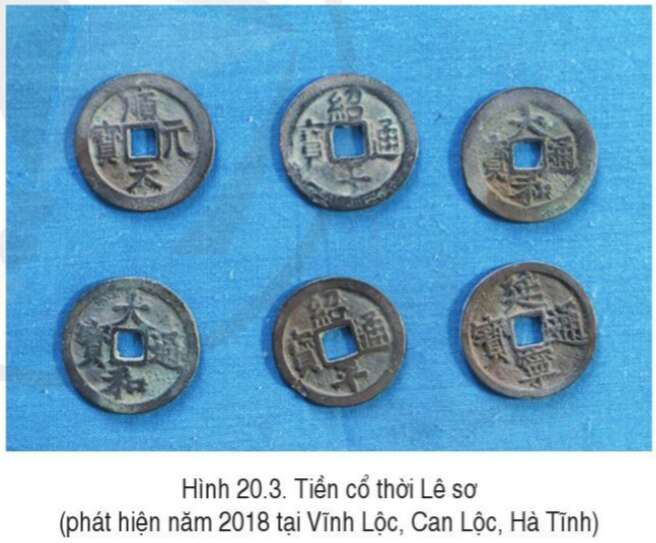 順天元寶
紹平通寶
大和通寶
大和通寶
紹平通寶
延寧通寶
Hình 20.3. Tiền cổ thời Lê sơ
(phát hiện năm 2018 tại Vĩnh Lộc, Can Lộc, Hà Tĩnh)